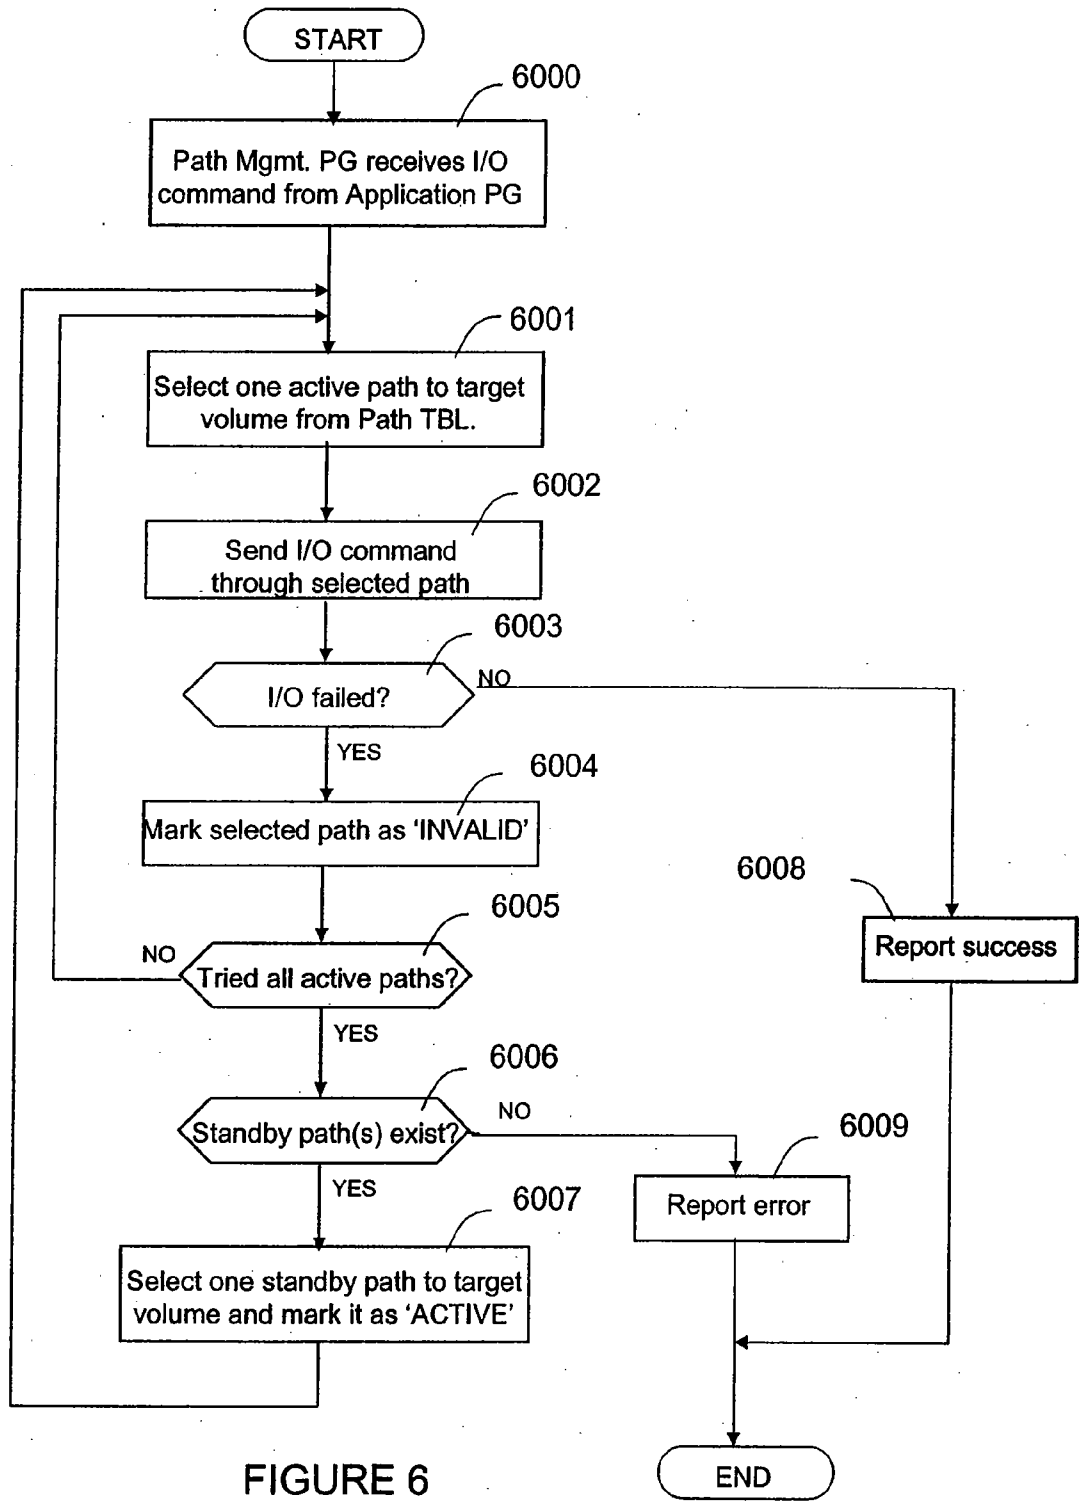 START
6000
Path Mgmt. PG receives I/O
command from Application PG
6001
Select one active path to target
volume from Path TBL.
6002
Send I/O command
through selected path
6003
I/O failed?
NO
YES
6004
Mark selected path as ‘INVALID’
6008
Report success
6005
NO
Tried all active paths?
YES
6006
Standby path(s) exist?
NO
6009
Report error
YES
6007
Select one standby path to target
volume and mark it as ‘ACTIVE’
END
FIGURE 6